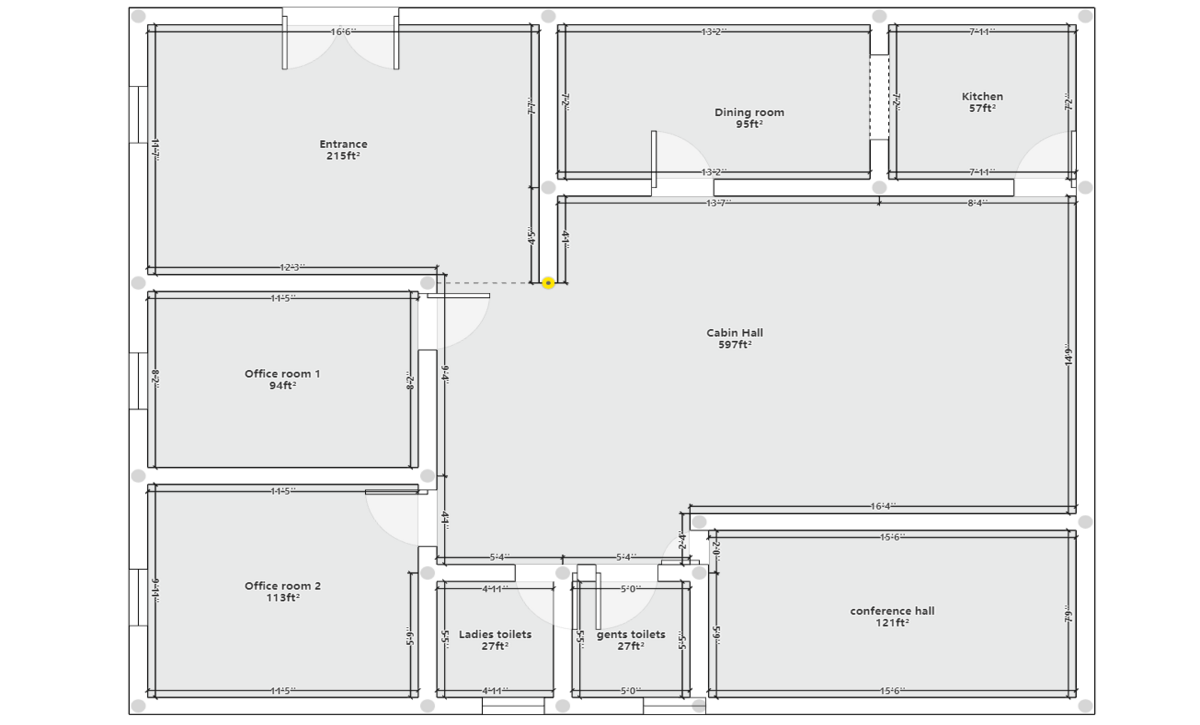 16'6''
13'2''
7'11''
7'7''
7'2''
7'2''
7'2''
Kitchen
57ft²
Dining room
95ft²
Entrance
215ft²
11'7''
13'2''
7'11''
13'7''
8'4''
4'5''
4'1''
12'3''
11'5''
Cabin Hall
597ft²
14'9''
Office room 1
94ft²
8'2''
8'2''
9'4''
11'5''
16'4''
4'1''
2'4''
2'0''
15'6''
5'4''
5'4''
Office room 2
113ft²
4'11''
5'0''
conference hall
121ft²
7'9''
5'9''
5'5''
Ladies toilets
27ft²
5'5''
gents toilets
27ft²
5'5''
5'9''
11'5''
4'11''
5'0''
15'6''